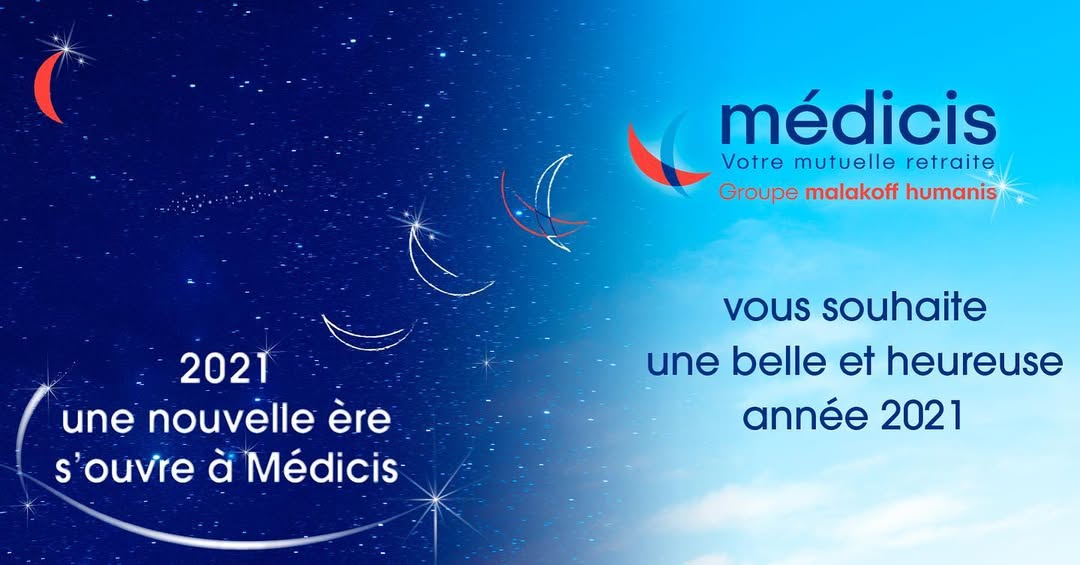 2021
une nouvelle ère
s'ouvre à Médicis
médicis
Votre mutuelle retraite
Groupe malakoff humanis
vous souhaite
une belle et heureuse
année 2021